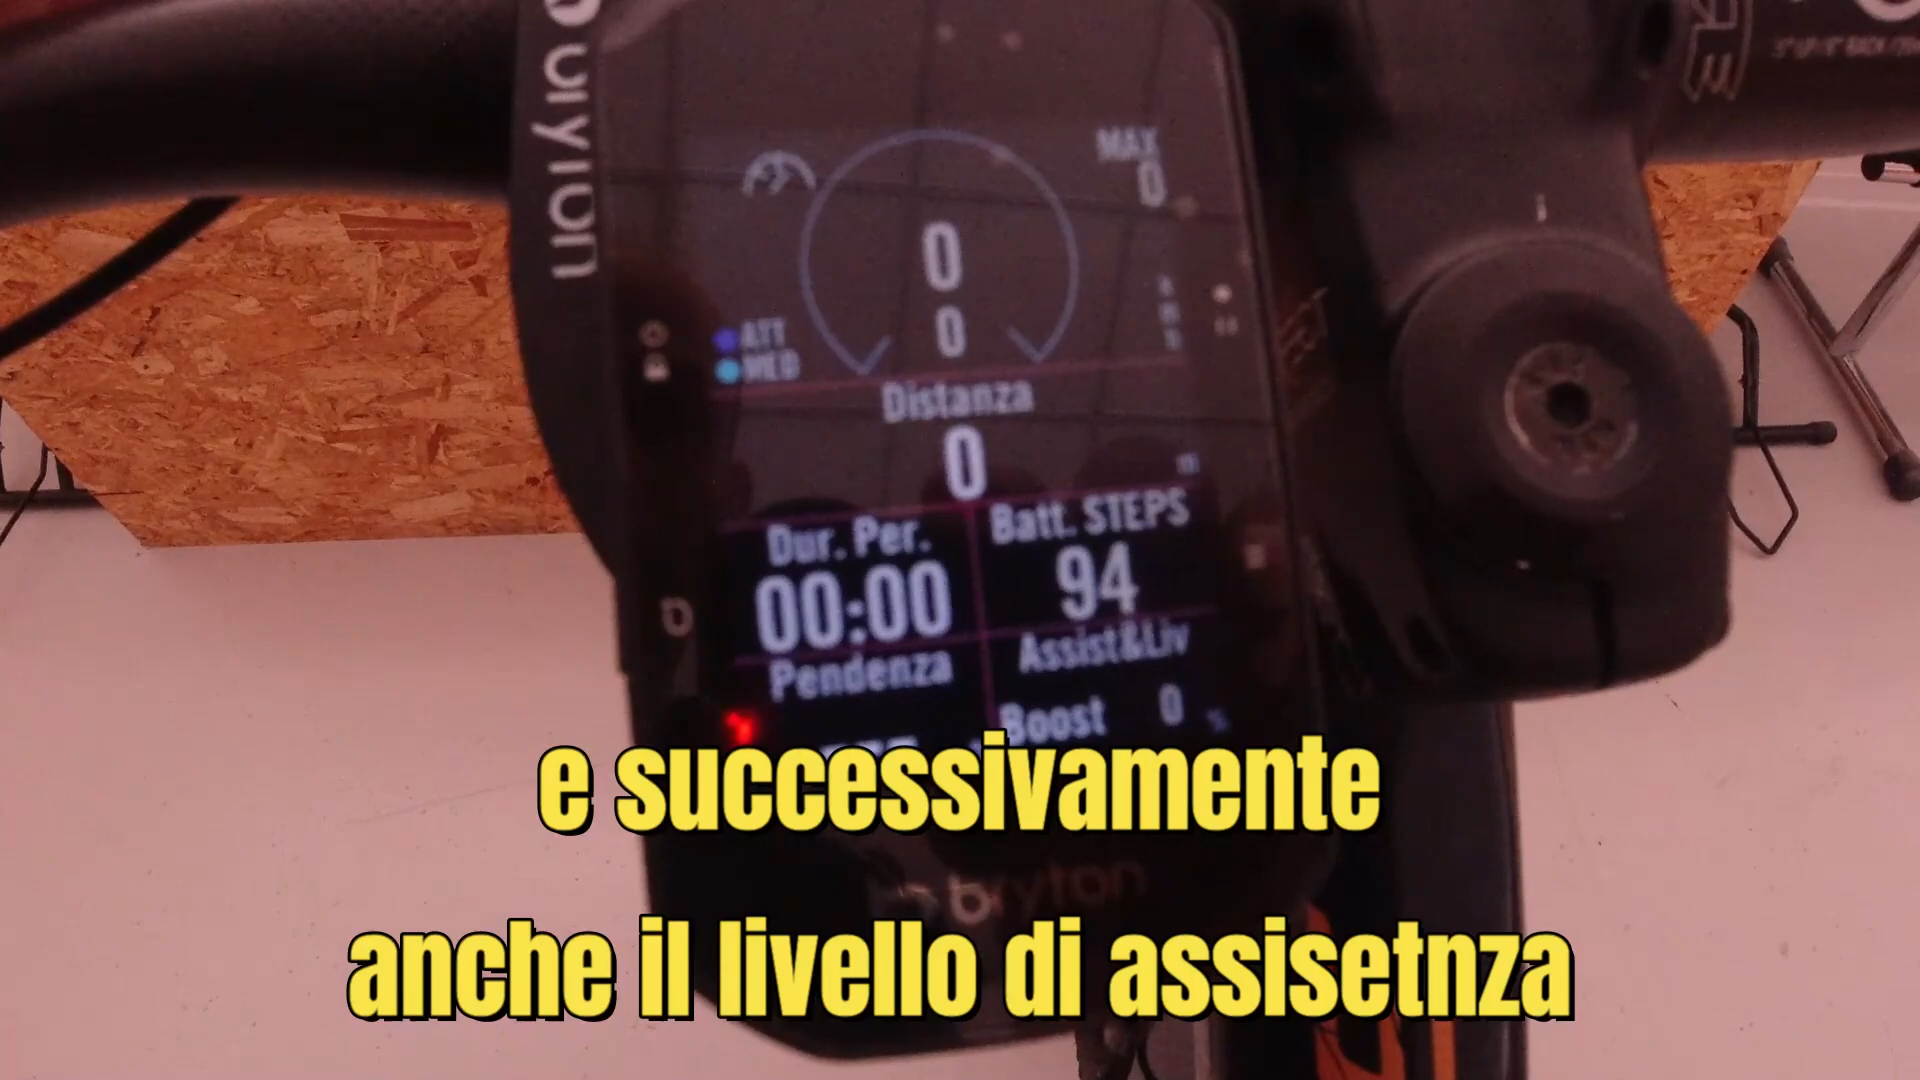 bryton
MAX
0
0
0
ATT
MED
Distanza
0
m
Dur. Per.
00:00
Batt. STEPS
94
Pendenza
Assist&Liv
Boost 0 %
e successivamente
bryton
anche il livello di assisetnza